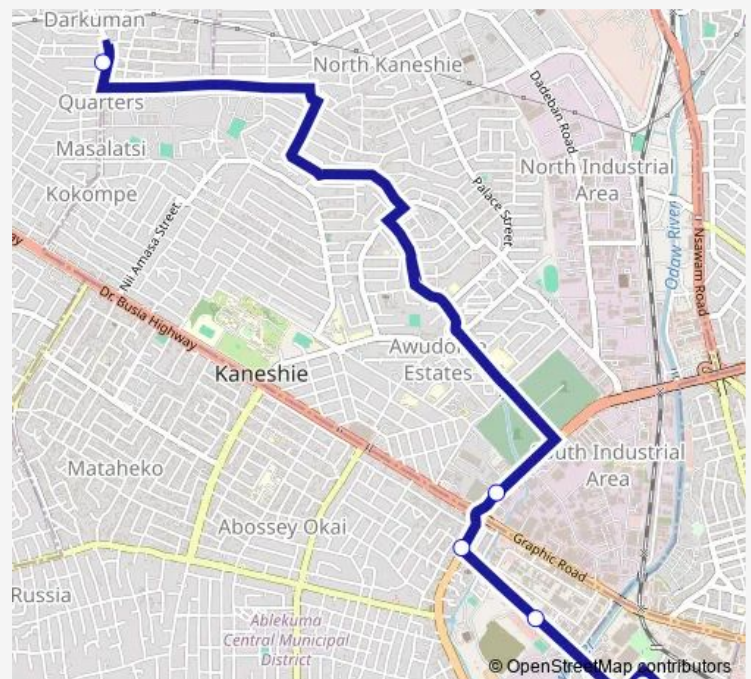 Darkuman
North Kaneshie
Dadeban Road
Quarters
Masalatsi
North Industrial
Area
Kokompe
Palace Street
Nii Amasa Street
Odaw River
Nsawam Road
Dr. Busia Highway
Kaneshie
Estates
Mataheko
South Industrial
Area
Abossey Okai
Graphic Road
Russia
Ablekuma
Central Municipal
District
© OpenStreetMap contributors